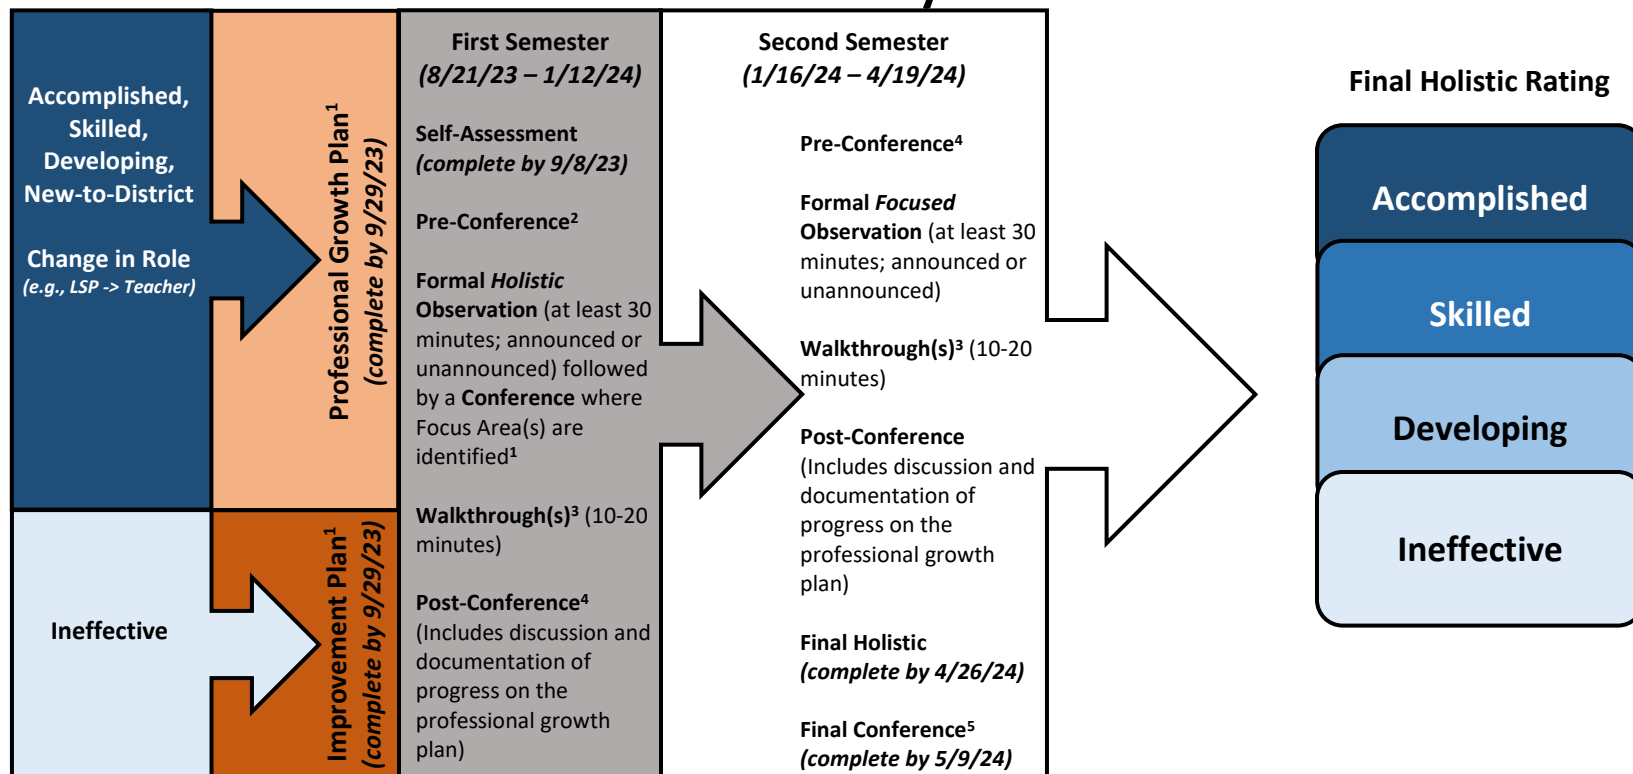 Accomplished,
Skilled,
Developing,
New-to-District
Change in Role
(e.g., LSP -> Teacher)
Ineffective
Professional Growth Plan¹
(complete by 9/29/23)
Improvement Plan¹
(complete by 9/29/23)
First Semester
(8/21/23 – 1/12/24)
Self-Assessment
(complete by 9/8/23)
Pre-Conference²
Formal Holistic
Observation (at least 30
minutes; announced or
unannounced) followed
by a Conference where
Focus Area(s) are
identified¹
Walkthrough(s)³ (10-20
minutes)
Post-Conference⁴
(Includes discussion and
documentation of
progress on the
professional growth
plan)
Second Semester
(1/16/24 – 4/19/24)
Pre-Conference⁴
Formal Focused
Observation (at least 30
minutes; announced or
unannounced)
Walkthrough(s)³ (10-20
minutes)
Post-Conference
(Includes discussion and
documentation of
progress on the
professional growth
plan)
Final Holistic
(complete by 4/26/24)
Final Conference⁵
(complete by 5/9/24)
Final Holistic Rating
Accomplished
Skilled
Developing
Ineffective